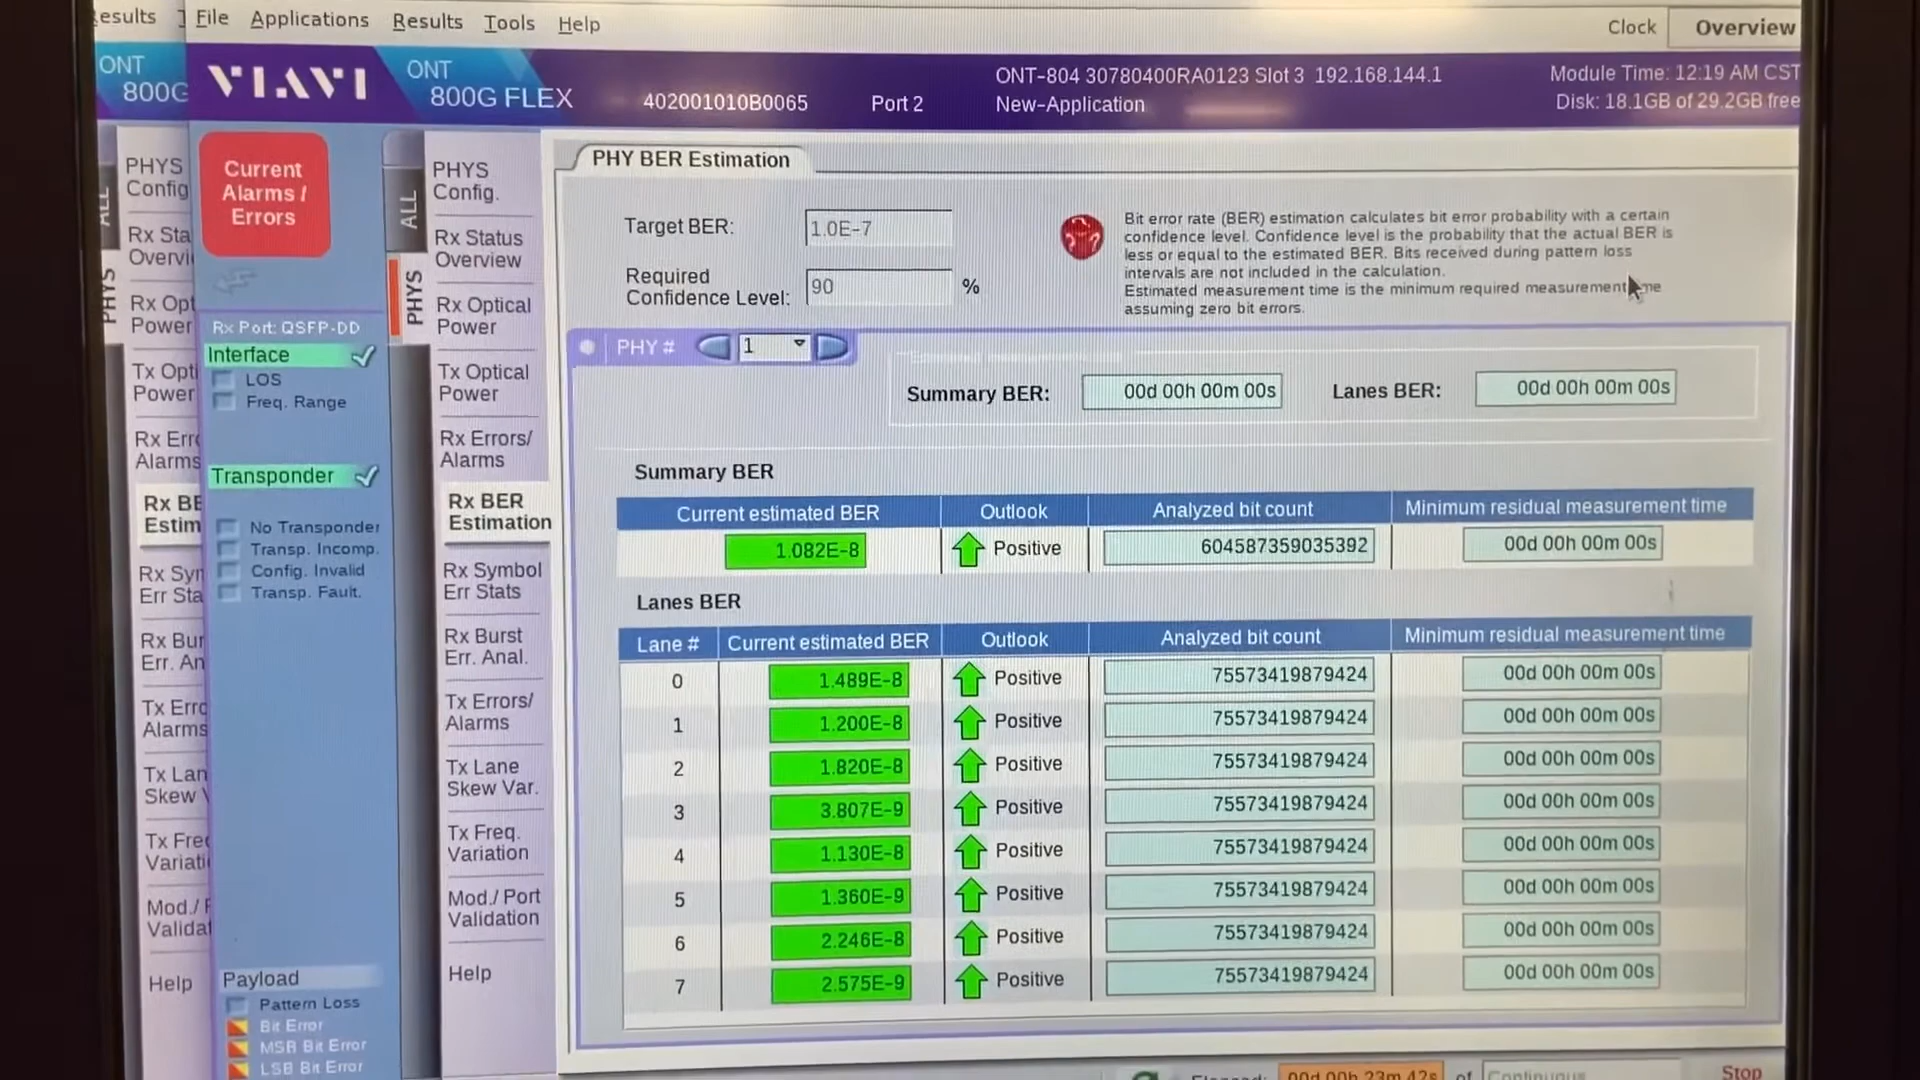 esults
File Applications Results Tools Help
Clock Overview
ONT
800G
VIAVI
ONT
800G FLEX
402001010B0065 Port 2
ONT-804 30780400RA0123 Slot 3 192.168.144.1
New-Application
Module Time: 12:19 AM CST
Disk: 18.1GB of 29.2GB free
PHYS
Config
Rx Sta
Overvi
Rx Opt
Power
Tx Opti
Power
Rx Erro
Alarms
Rx BE
Estim
Rx Syn
Err Sta
Rx Bur
Err. An
Tx Erro
Alarms
Tx Lan
Skew V
Tx Fred
Variati
Mod./ P
Validat
Help
ALL
PHYS
Current
Alarms /
Errors
Rx Port: QSFP-DD
Interface
LOS
Freq. Range
Transponder
No Transponder
Transp. Incomp.
Config. Invalid
Transp. Fault.
Payload
Pattern Loss
Bit Error
MSB Bit Error
LSB Bit Error
ALL
PHYS
PHYS
Config.
Rx Status
Overview
Rx Optical
Power
Tx Optical
Power
Rx Errors/
Alarms
Rx BER
Estimation
Rx Symbol
Err Stats
Rx Burst
Err. Anal.
Tx Errors/
Alarms
Tx Lane
Skew Var.
Tx Freq.
Variation
Mod./ Port
Validation
Help
PHY BER Estimation
Target BER: 1.0E-7
Required
Confidence Level: 90 %
Bit error rate (BER) estimation calculates bit error probability with a certain
confidence level. Confidence level is the probability that the actual BER is
less or equal to the estimated BER. Bits received during pattern loss
intervals are not included in the calculation.
Estimated measurement time is the minimum required measurement me
assuming zero bit errors.
PHY # 1
Summary BER: 00d 00h 00m 00s Lanes BER: 00d 00h 00m 00s
Summary BER
Current estimated BER Outlook Analyzed bit count Minimum residual measurement time
1.082E-8 Positive 604587359035392 00d 00h 00m 00s
Lanes BER
Lane # Current estimated BER Outlook Analyzed bit count Minimum residual measurement time
0 1.489E-8 Positive 75573419879424 00d 00h 00m 00s
1 1.200E-8 Positive 75573419879424 00d 00h 00m 00s
2 1.820E-8 Positive 75573419879424 00d 00h 00m 00s
3 3.807E-9 Positive 75573419879424 00d 00h 00m 00s
4 1.130E-8 Positive 75573419879424 00d 00h 00m 00s
5 1.360E-9 Positive 75573419879424 00d 00h 00m 00s
6 2.246E-8 Positive 75573419879424 00d 00h 00m 00s
7 2.575E-9 Positive 75573419879424 00d 00h 00m 00s
Elapsed: 00d 00h 23m 42s of Continuous Stop